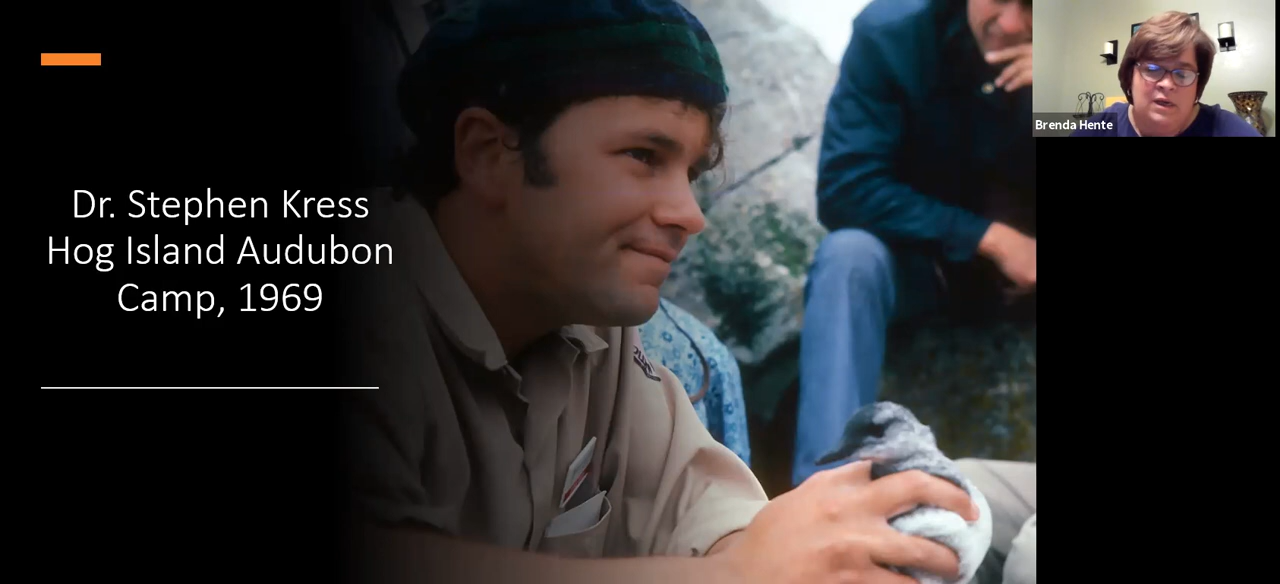 Dr. Stephen Kress
Hog Island Audubon
Camp, 1969
Brenda Hente